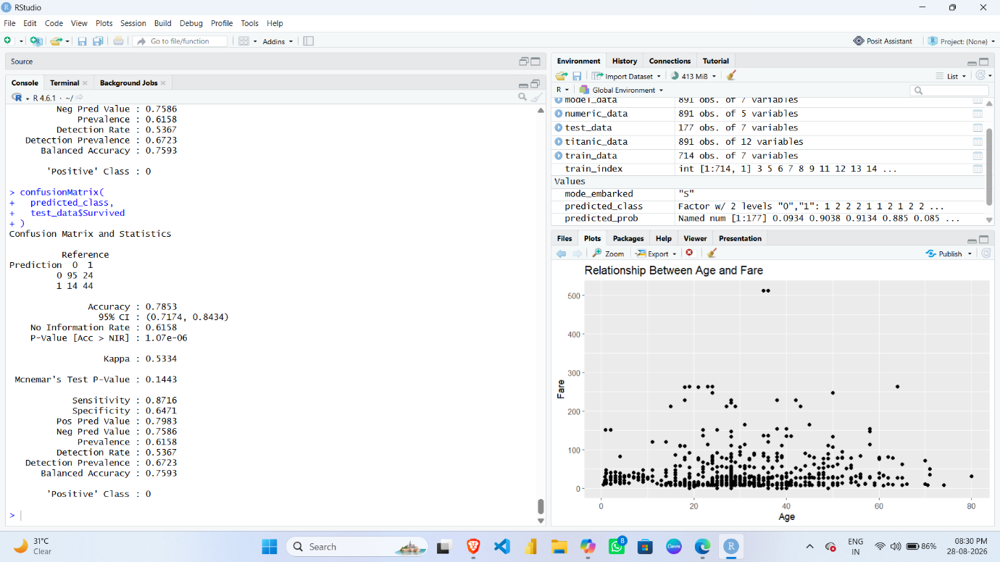 RStudio
File Edit Code View Plots Session Build Debug Profile Tools Help
Go to file/function Addins Posit Assistant Project: (None)
Source
Console Terminal Background Jobs
R 4.6.1 · ~/
         Neg Pred Value : 0.7586
             Prevalence : 0.6158
         Detection Rate : 0.5367
   Detection Prevalence : 0.6723
      Balanced Accuracy : 0.7593
       'Positive' Class : 0
> confusionMatrix(
+   predicted_class,
+   test_data$Survived
+ )
Confusion Matrix and Statistics
          Reference
Prediction  0  1
         0 95 24
         1 14 44
               Accuracy : 0.7853
                 95% CI : (0.7174, 0.8434)
    No Information Rate : 0.6158
    P-Value [Acc > NIR] : 1.07e-06
                  Kappa : 0.5334
 Mcnemar's Test P-Value : 0.1443
            Sensitivity : 0.8716
            Specificity : 0.6471
         Pos Pred Value : 0.7983
         Neg Pred Value : 0.7586
             Prevalence : 0.6158
         Detection Rate : 0.5367
   Detection Prevalence : 0.6723
      Balanced Accuracy : 0.7593
       'Positive' Class : 0
>
Environment History Connections Tutorial
Import Dataset 413 MiB List
R Global Environment
model_data 891 obs. of 7 variables
numeric_data 891 obs. of 5 variables
test_data 177 obs. of 7 variables
titanic_data 891 obs. of 12 variables
train_data 714 obs. of 7 variables
train_index int [1:714, 1] 3 5 6 7 8 9 11 12 13 14 ...
Values
mode_embarked "S"
predicted_class Factor w/ 2 levels "0","1": 1 2 2 2 1 1 2 1 2 2 ...
predicted_prob Named num [1:177] 0.0934 0.9038 0.9134 0.885 0.085 ...
Files Plots Packages Help Viewer Presentation
Zoom Export Publish
Relationship Between Age and Fare
500
400
300
200
100
0
Fare
0 20 40 60 80
Age
31°C
Clear
Search
8
ENG
IN
86%
08:30 PM
28-08-2026